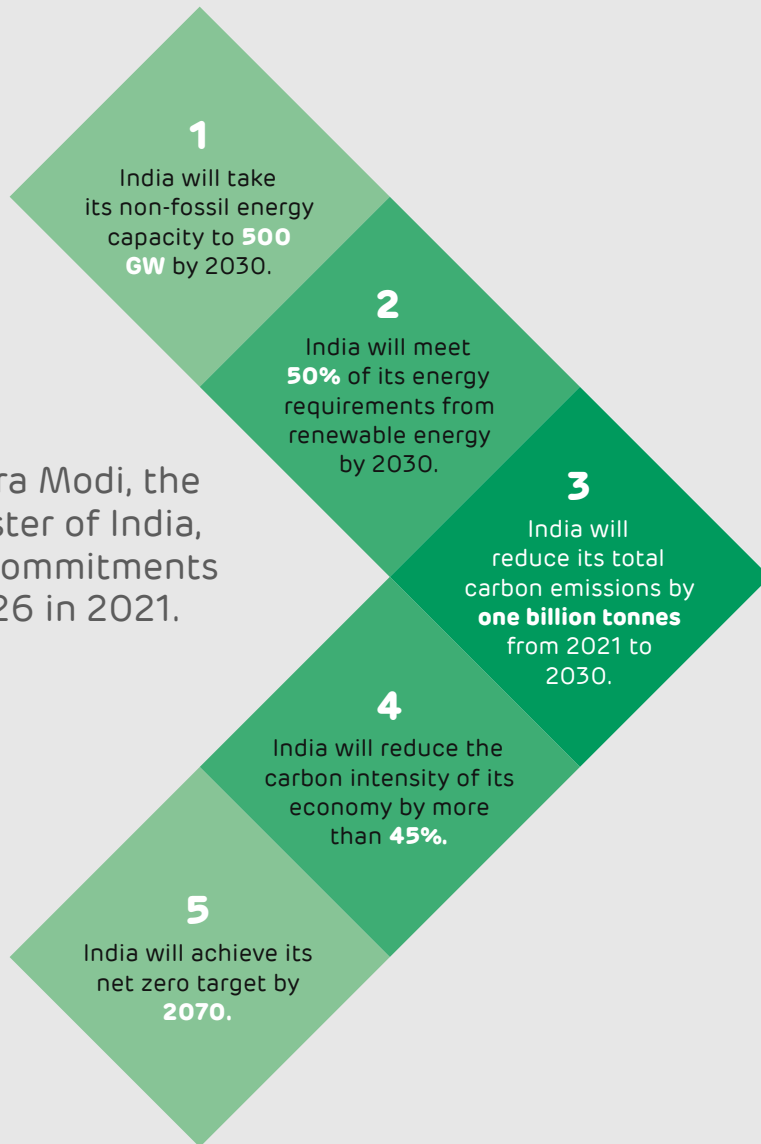 1
India will take
its non-fossil energy
capacity to 500
GW by 2030.
2
India will meet
50% of its energy
requirements from
renewable energy
by 2030.
Modi, the
of India,
26 in 2021.
3
India will
reduce its total
carbon emissions by
one billion tonnes
from 2021 to
2030.
4
India will reduce the
carbon intensity of its
economy by more
than 45%.
5
India will achieve its
net zero target by
2070.